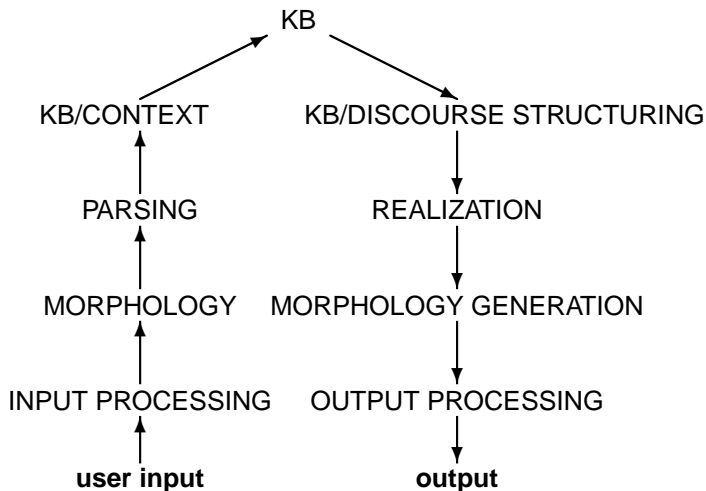 KB
KB/CONTEXT KB/DISCOURSE STRUCTURING
PARSING REALIZATION
MORPHOLOGY MORPHOLOGY GENERATION
INPUT PROCESSING OUTPUT PROCESSING
user input output